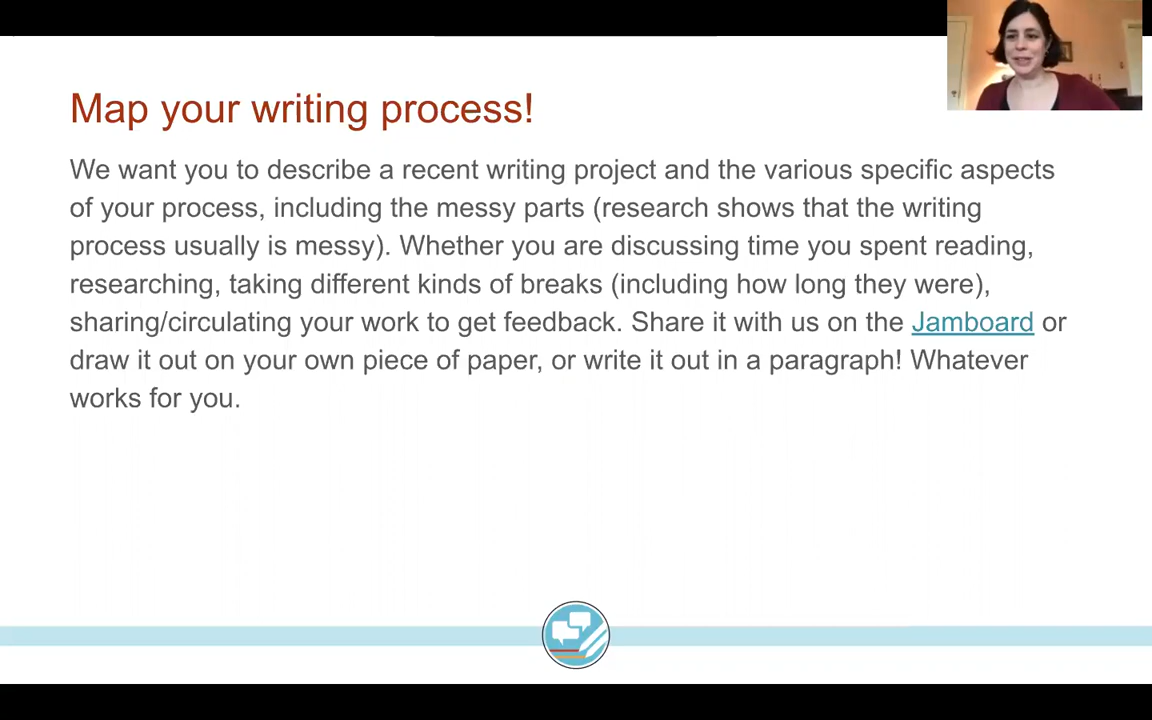 Map your writing process!
We want you to describe a recent writing project and the various specific aspects
of your process, including the messy parts (research shows that the writing
process usually is messy). Whether you are discussing time you spent reading,
researching, taking different kinds of breaks (including how long they were),
sharing/circulating your work to get feedback. Share it with us on the Jamboard or
draw it out on your own piece of paper, or write it out in a paragraph! Whatever
works for you.